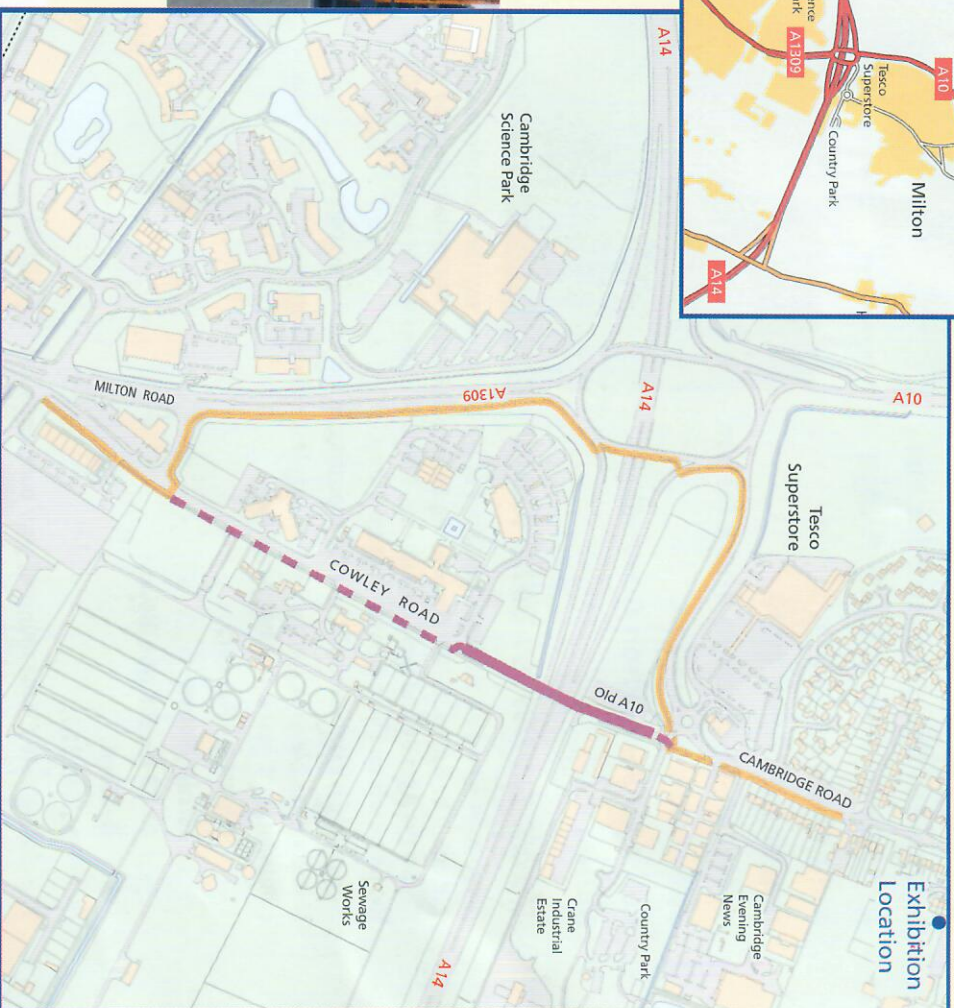 A14
A1309
Tesco
Superstore
A10
Country Park
Milton
A14
Cambridge
Science Park
A14
A10
MILTON ROAD
A1309
Tesco
Superstore
COWLEY ROAD
Old A10
CAMBRIDGE ROAD
Exhibition
Location
Cambridge
Evening
News
Country Park
Crane
Industrial
Estate
Sewage
Works
A14